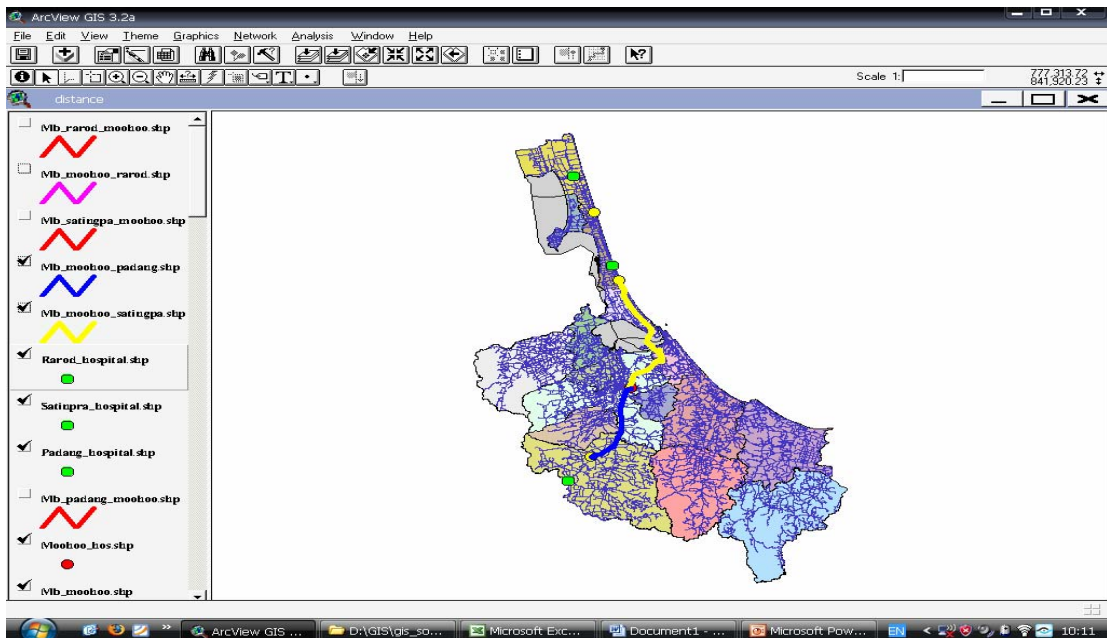 ArcView GIS 3.2a
File Edit View Theme Graphics Network Analysis Window Help
Scale 1:
777,313.72
841,920.23
distance
Mb_rarod_moohoo.shp
Mb_moohoo_rarod.shp
Mb_satingpa_moohoo.shp
Mb_moohoo_padang.shp
Mb_moohoo_satingpa.shp
Rarod_hospital.shp
Satinpra_hospital.shp
Padang_hospital.shp
Mb_padang_moohoo.shp
Moohoo_hos.shp
Mb_moohoo.shp
ArcView GIS ... D:\GIS\gis_so... Microsoft Exc... Document1 - ... Microsoft Pow... EN 10:11